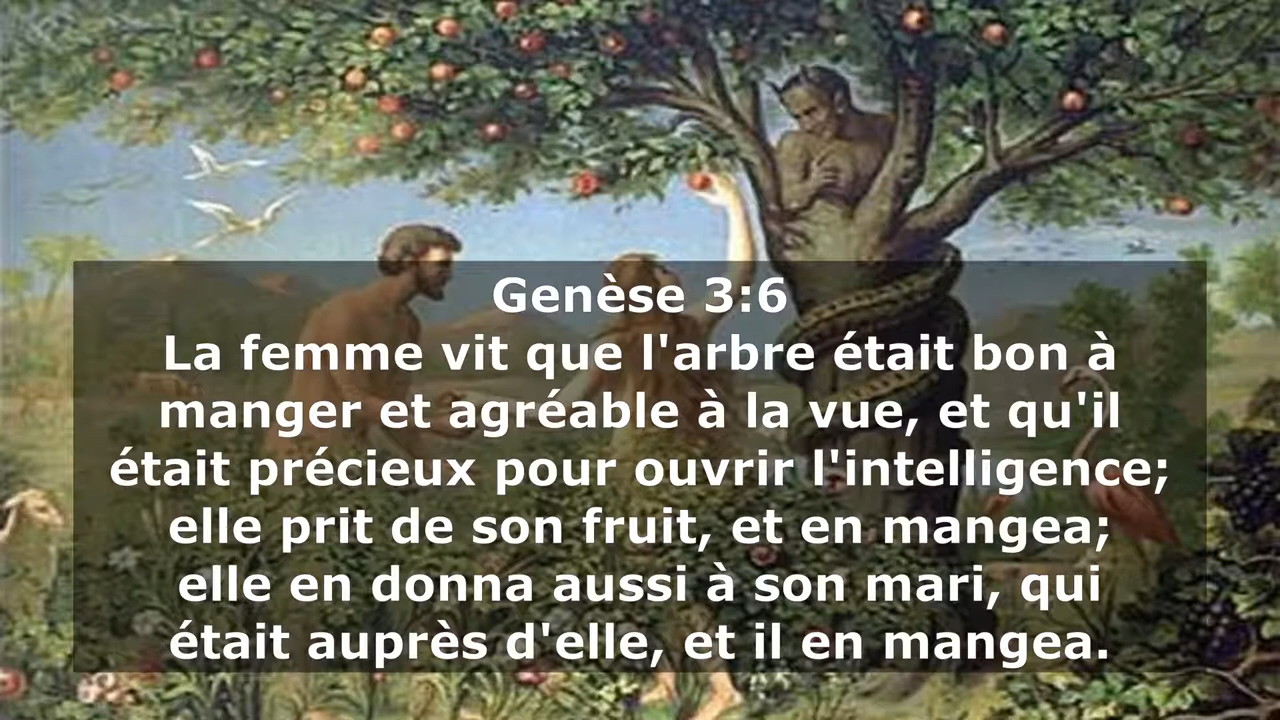 Genèse 3:6
La femme vit que l'arbre était bon à
manger et agréable à la vue, et qu'il
était précieux pour ouvrir l'intelligence;
elle prit de son fruit, et en mangea;
elle en donna aussi à son mari, qui
était auprès d'elle, et il en mangea.